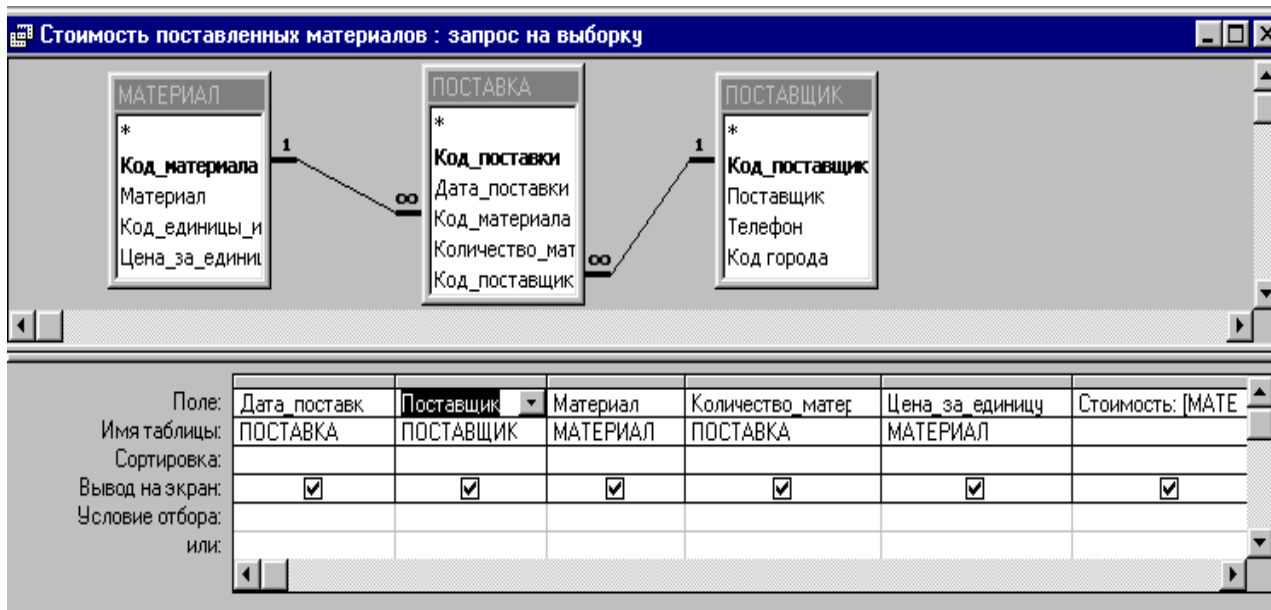 Стоимость поставленных материалов : запрос на выборку
МАТЕРИАЛ
*
Код_материала
Материал
Код_единицы_и
Цена_за_единиц
1
∞
ПОСТАВКА
*
Код_поставки
Дата_поставки
Код_материала
Количество_мат
Код_поставщик
∞
1
ПОСТАВЩИК
*
Код_поставщик
Поставщик
Телефон
Код города
Поле: Дата_поставк Поставщик Материал Количество_матер Цена_за_единицу Стоимость: [МАТЕ
Имя таблицы: ПОСТАВКА ПОСТАВЩИК МАТЕРИАЛ ПОСТАВКА МАТЕРИАЛ
Сортировка:
Вывод на экран:
Условие отбора:
или: